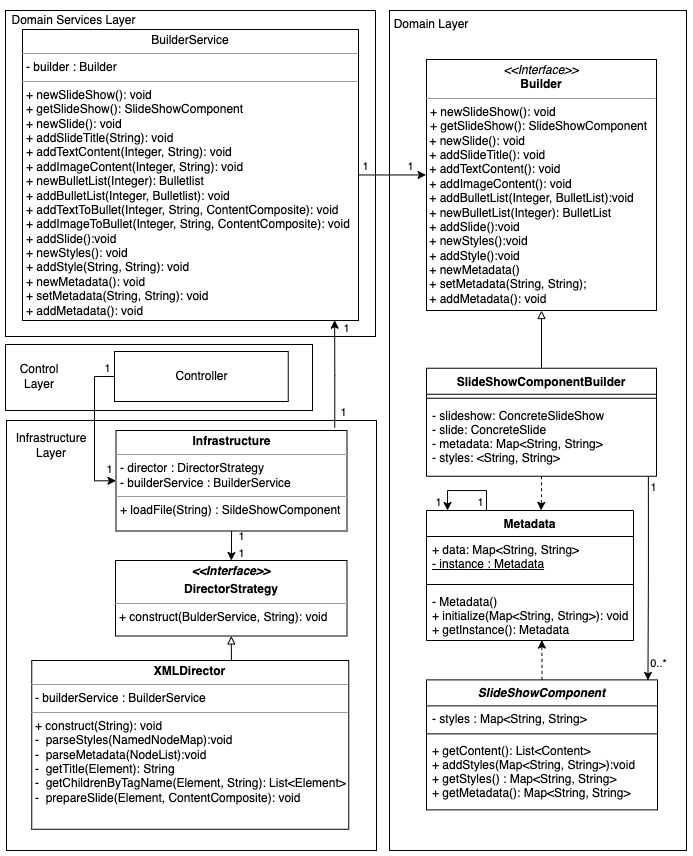 Domain Services Layer
BuilderService
- builder : Builder
+ newSlideShow(): void
+ getSlideShow(): SlideShowComponent
+ newSlide(): void
+ addSlideTitle(String): void
+ addTextContent(Integer, String): void
+ addImageContent(Integer, String): void
+ newBulletList(Integer): Bulletlist
+ addBulletList(Integer, Bulletlist): void
+ addTextToBullet(Integer, String, ContentComposite): void
+ addImageToBullet(Integer, String, ContentComposite): void
+ addSlide():void
+ newStyles(): void
+ addStyle(String, String): void
+ newMetadata(): void
+ setMetadata(String, String): void
+ addMetadata(): void
1
1
1
1
Control
Layer
Controller
1
1
Infrastructure
Layer
Infrastructure
- director : DirectorStrategy
- builderService : BuilderService
+ loadFile(String) : SildeShowComponent
1
1
<<Interface>>
DirectorStrategy
+ construct(BulderService, String): void
XMLDirector
- builderService : BuilderService
+ construct(String): void
- parseStyles(NamedNodeMap):void
- parseMetadata(NodeList):void
- getTitle(Element): String
- getChildrenByTagName(Element, String): List<Element>
- prepareSlide(Element, ContentComposite): void
Domain Layer
<<Interface>>
Builder
+ newSlideShow(): void
+ getSlideShow(): SlideShowComponent
+ newSlide(): void
+ addSlideTitle(): void
+ addTextContent(): void
+ addImageContent(): void
+ addBulletList(Integer, BulletList):void
+ newBulletList(Integer): BulletList
+ addSlide():void
+ newStyles(): void
+ addStyle():void
+ newMetadata()
+ setMetadata(String, String);
+ addMetadata(): void
SlideShowComponentBuilder
- slideshow: ConcreteSlideShow
- slide: ConcreteSlide
- metadata: Map<String, String>
- styles: <String, String>
1
1
1
Metadata
+ data: Map<String, String>
- instance : Metadata
- Metadata()
+ initialize(Map<String, String>): void
+ getInstance(): Metadata
0..*
SlideShowComponent
- styles : Map<String, String>
+ getContent(): List<Content>
+ addStyles(Map<String, String>):void
+ getStyles() : Map<String, String>
+ getMetadata(): Map<String, String>